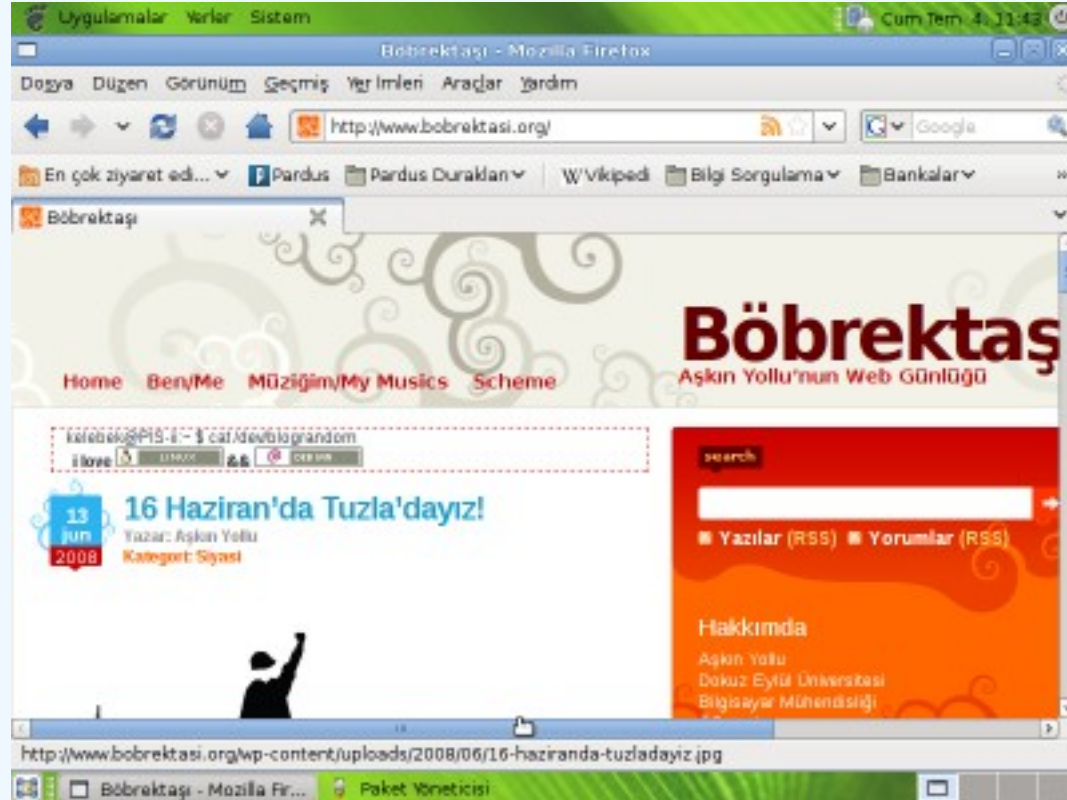 Uygulamalar Yerler Sistem Cum Tem 4, 11:43
Böbrektaşı - Mozilla Firefox
Dosya Düzen Görünüm Geçmiş Yer İmleri Araçlar Yardım
http://www.bobrektasi.org/ Google
En çok ziyaret edi... Pardus Pardus Durakları Vikipedi Bilgi Sorgulama Bankalar
Böbrektaşı
Böbrektaş
Aşkın Yollu'nun Web Günlüğü
Home Ben/Me Müziğim/My Musics Scheme
kelebek@PIS-ii:~ $ cat /dev/blograndom
i love LINUX && DEBIAN
13
jun
2008
16 Haziran'da Tuzla'dayız!
Yazar: Aşkın Yollu
Kategori: Siyasi
search
Yazılar (RSS) Yorumlar (RSS)
Hakkımda
Aşkın Yollu
Dokuz Eylül Üniversitesi
Bilgisayar Mühendisliği
http://www.bobrektasi.org/wp-content/uploads/2008/06/16-haziranda-tuzladayiz.jpg
Böbrektaşı - Mozilla Fir... Paket Yöneticisi